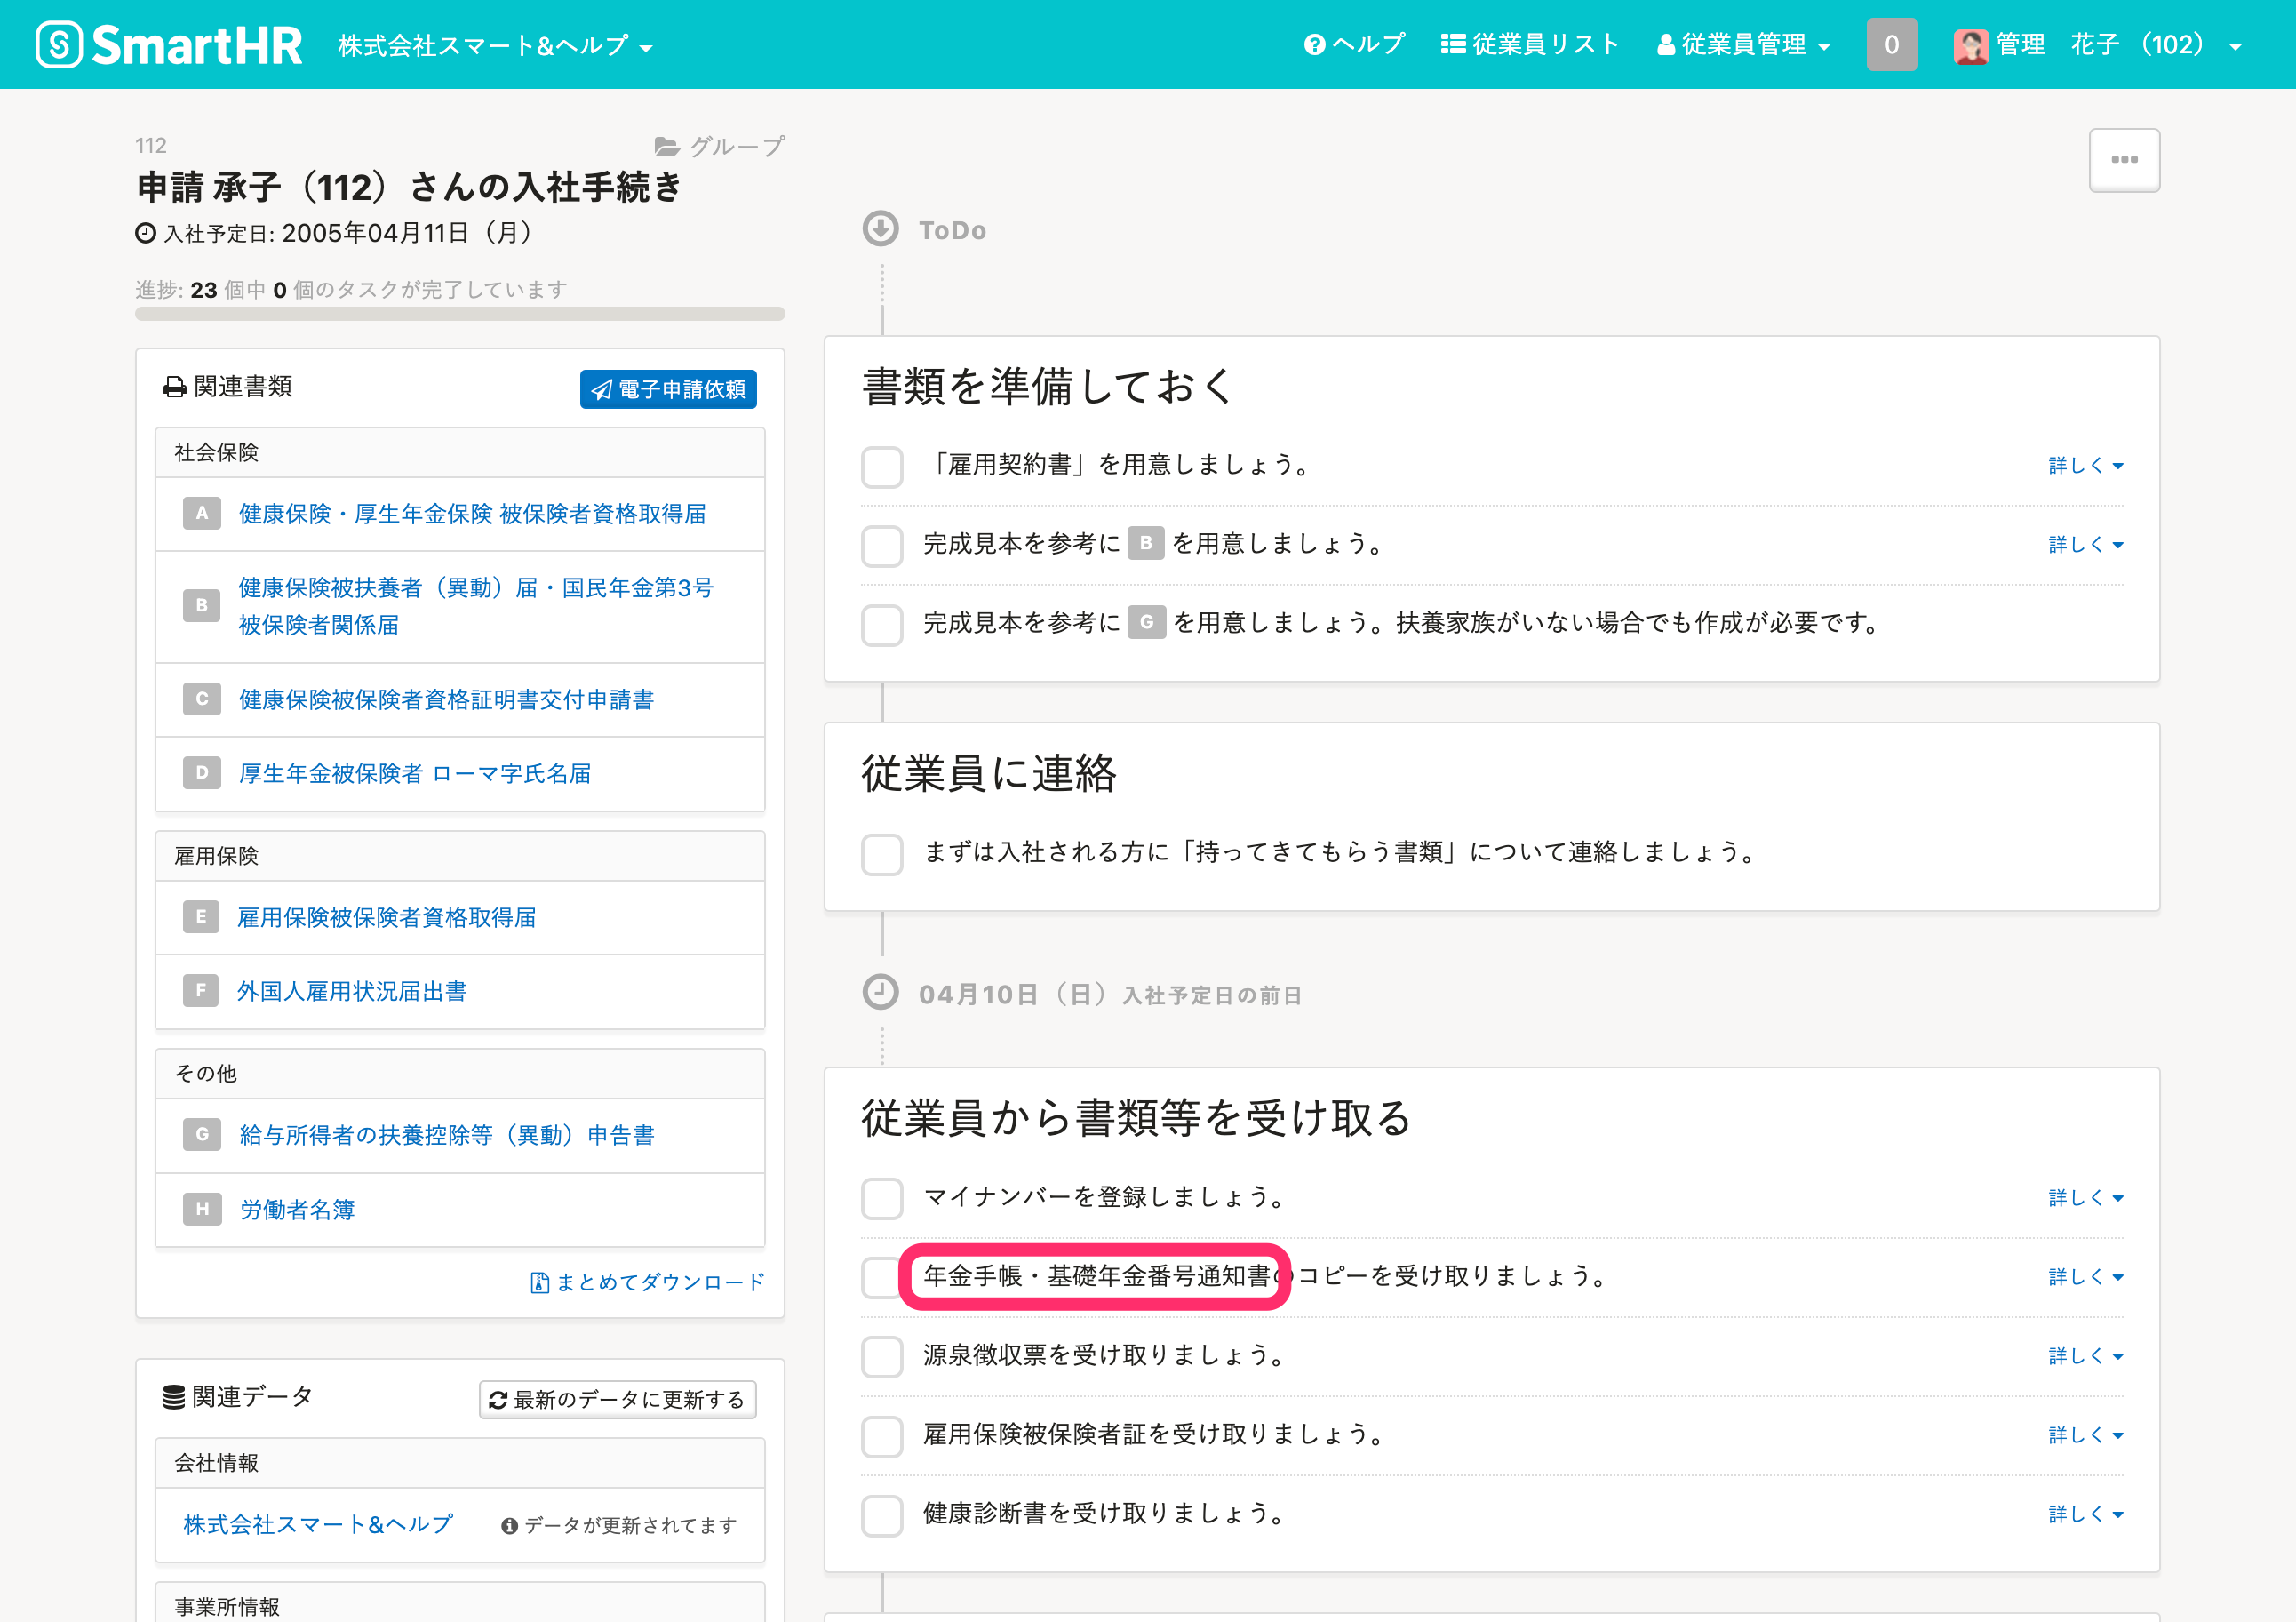 SmartHR
株式会社スマート&ヘルプ
ヘルプ
従業員リスト
従業員管理
0
管理 花子 （102）
112
グループ
申請 承子（112）さんの入社手続き
入社予定日: 2005年04月11日（月）
進捗: 23 個中 0 個のタスクが完了しています
関連書類
電子申請依頼
社会保険
A 健康保険・厚生年金保険 被保険者資格取得届
B 健康保険被扶養者（異動）届・国民年金第3号
被保険者関係届
C 健康保険被保険者資格証明書交付申請書
D 厚生年金被保険者 ローマ字氏名届
雇用保険
E 雇用保険被保険者資格取得届
F 外国人雇用状況届出書
その他
G 給与所得者の扶養控除等（異動）申告書
H 労働者名簿
まとめてダウンロード
関連データ
最新のデータに更新する
会社情報
株式会社スマート&ヘルプ
データが更新されてます
事業所情報
ToDo
書類を準備しておく
「雇用契約書」を用意しましょう。
詳しく
完成見本を参考に B を用意しましょう。
詳しく
完成見本を参考に G を用意しましょう。扶養家族がいない場合でも作成が必要です。
従業員に連絡
まずは入社される方に「持ってきてもらう書類」について連絡しましょう。
04月10日（日）入社予定日の前日
従業員から書類等を受け取る
マイナンバーを登録しましょう。
詳しく
年金手帳・基礎年金番号通知書のコピーを受け取りましょう。
詳しく
源泉徴収票を受け取りましょう。
詳しく
雇用保険被保険者証を受け取りましょう。
詳しく
健康診断書を受け取りましょう。
詳しく